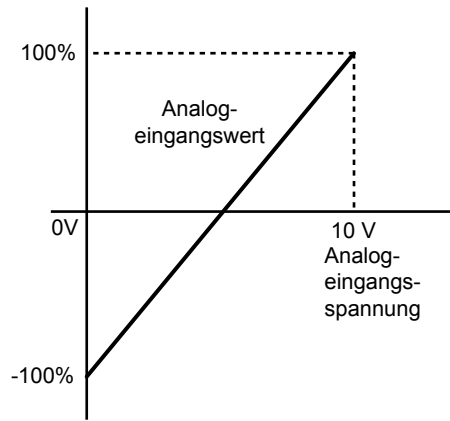 100%
Analog-
eingangswert
0V
10 V
Analog-
eingangs-
spannung
-100%